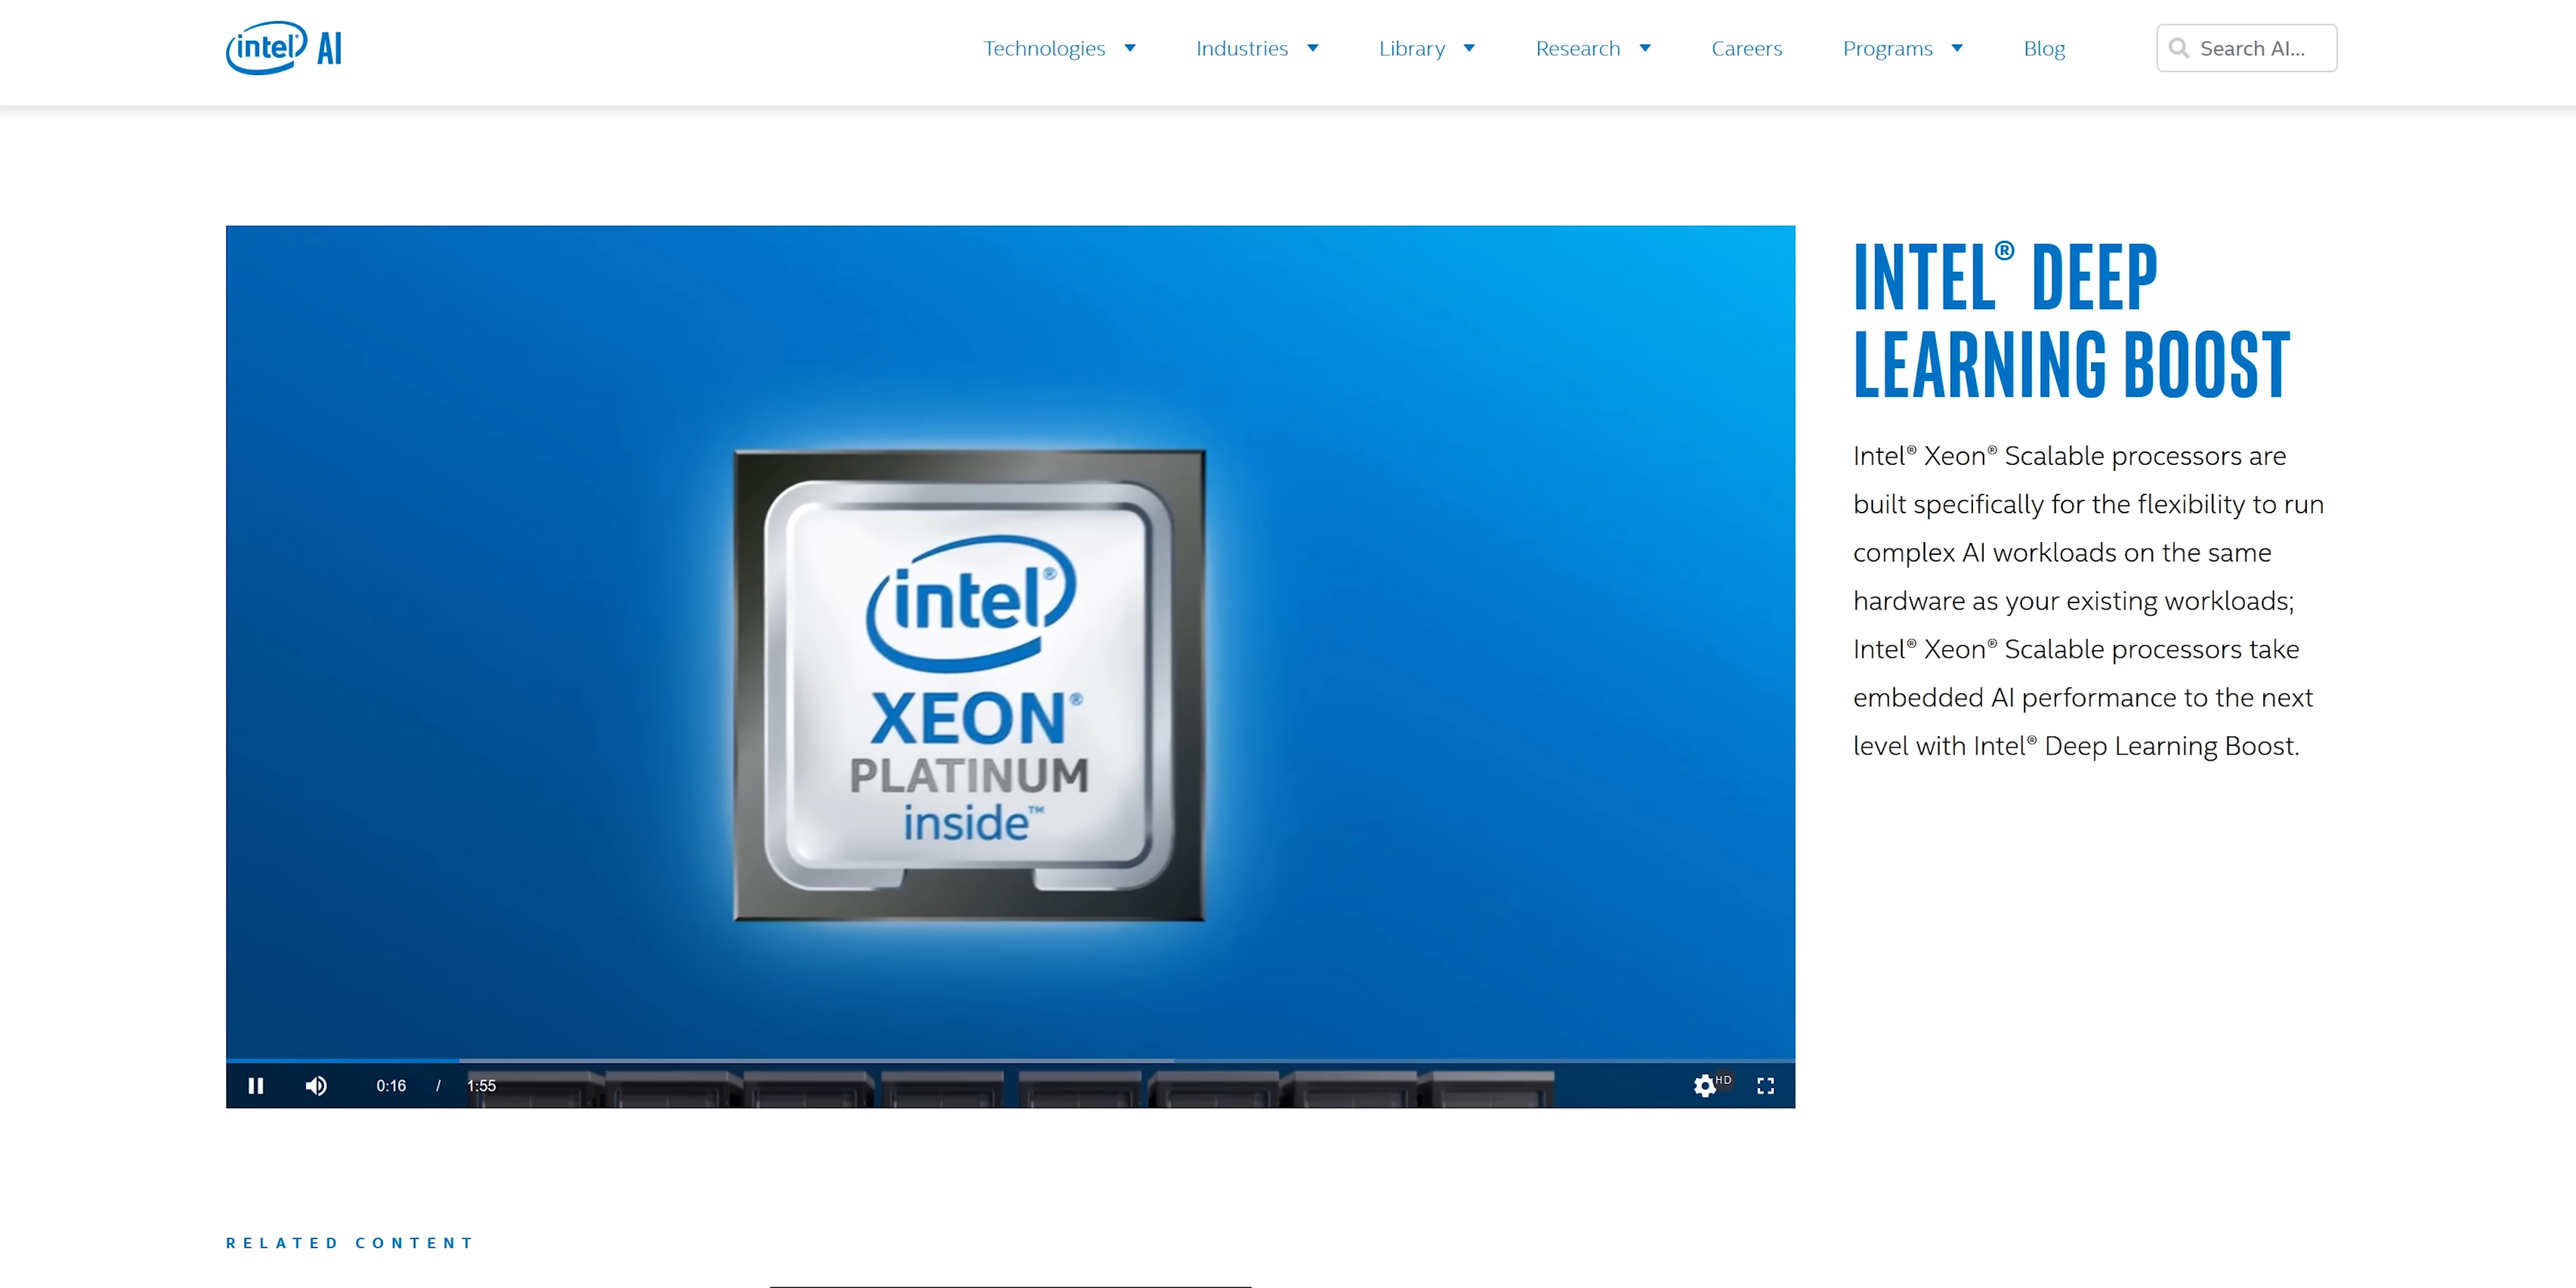 intel® AI
Technologies
Industries
Library
Research
Careers
Programs
Blog
Search AI...
intel®
XEON®
PLATINUM
inside™
0:16 / 1:55
HD
INTEL® DEEP
LEARNING BOOST
Intel® Xeon® Scalable processors are
built specifically for the flexibility to run
complex AI workloads on the same
hardware as your existing workloads;
Intel® Xeon® Scalable processors take
embedded AI performance to the next
level with Intel® Deep Learning Boost.
RELATED CONTENT